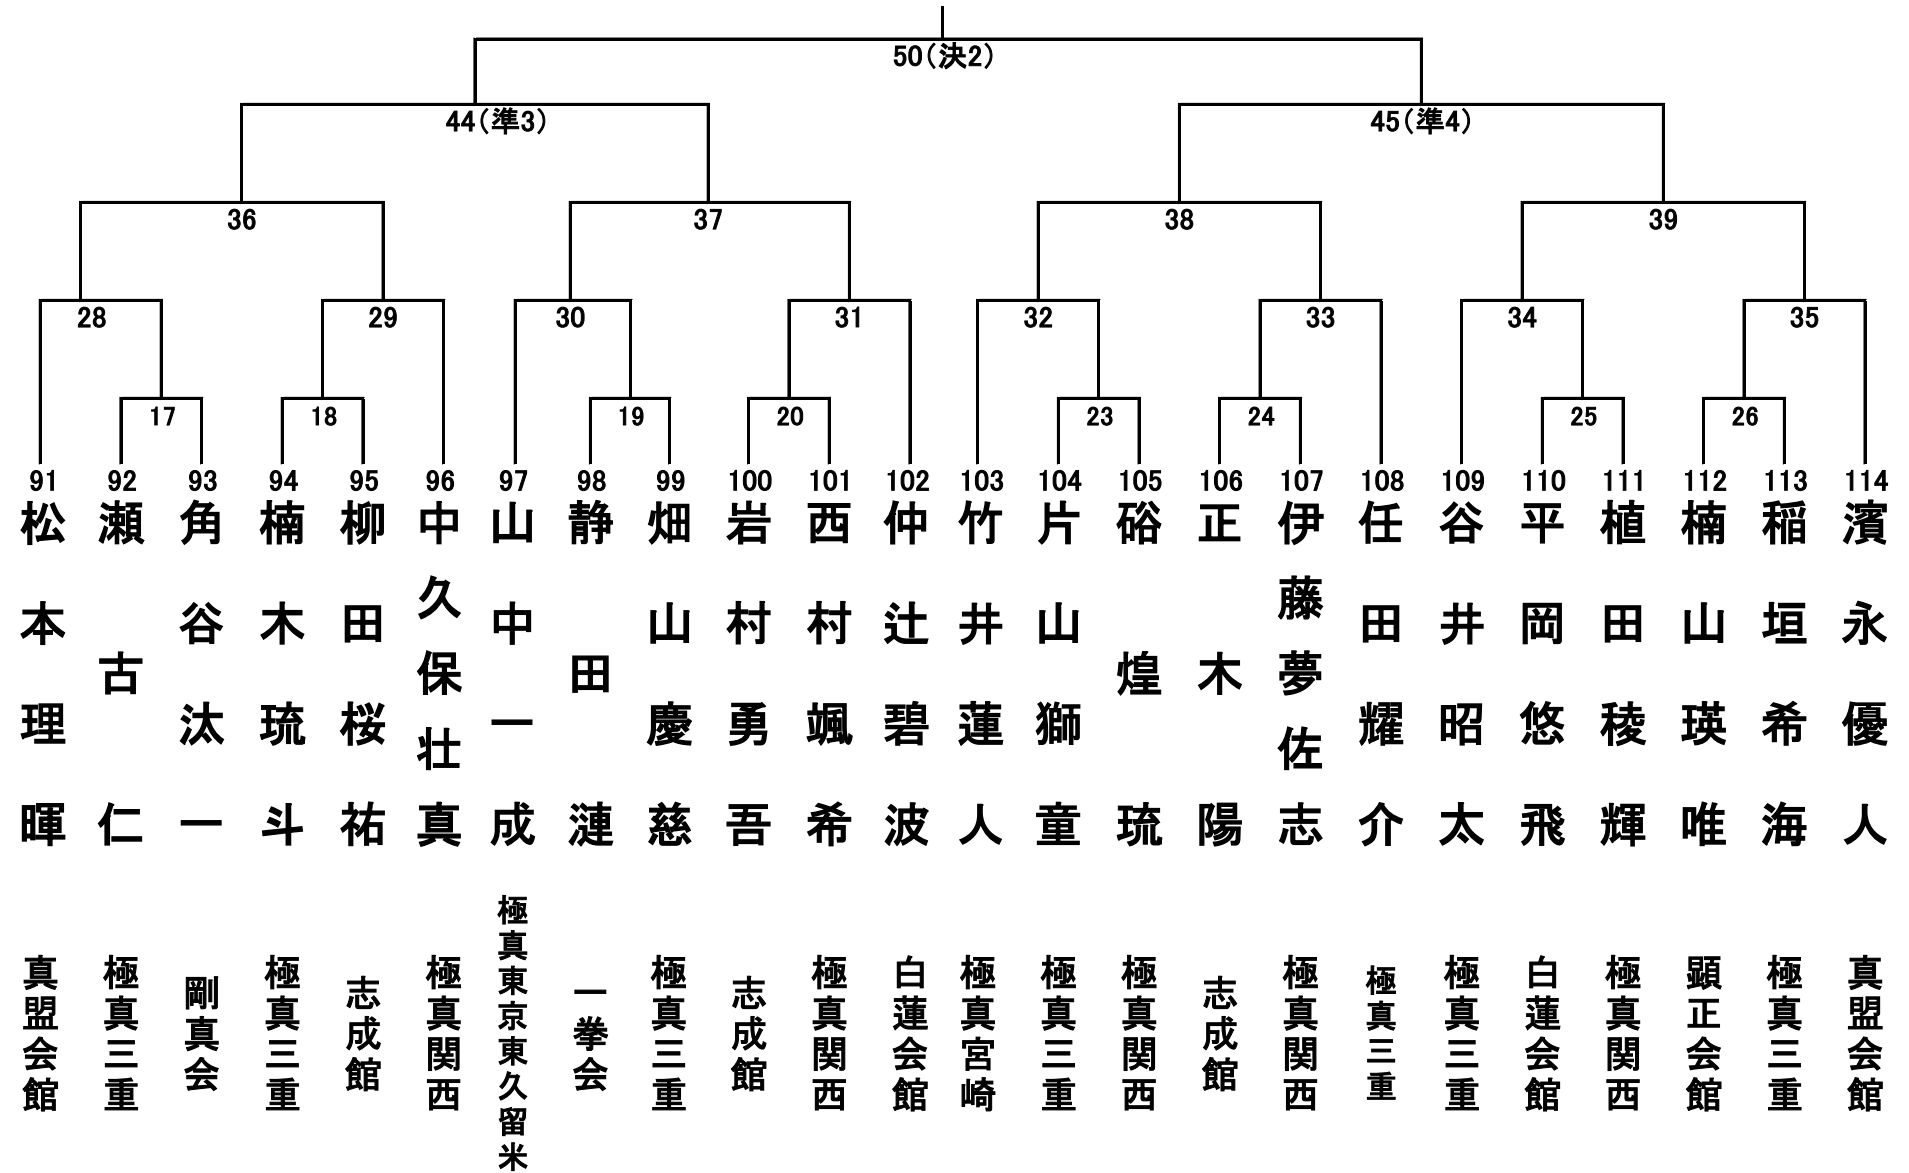 50(決2)
44(準3)
45(準4)
36
37
38
39
28
29
30
31
32
33
34
35
17
18
19
20
23
24
25
26
91
松本理暉
真盟会館
92
瀬古仁
極真三重
93
角谷汰一
剛真会
94
楠木琉斗
極真三重
95
柳田桜祐
志成館
96
中久保壮真
極真関西
97
山中一成
極真東京東久留米
98
静田漣
一拳会
99
畑山慶慈
極真三重
100
岩村勇吾
志成館
101
西村颯希
極真関西
102
仲辻碧波
白蓮会館
103
竹井蓮人
極真宮崎
104
片山獅童
極真三重
105
硲煌琉
極真関西
106
正木陽
志成館
107
伊藤夢佐志
極真関西
108
任田耀介
極真三重
109
谷井昭太
極真三重
110
平岡悠飛
白蓮会館
111
植田稜輝
極真関西
112
楠山瑛唯
顕正会館
113
稲垣希海
極真三重
114
濱永優人
真盟会館